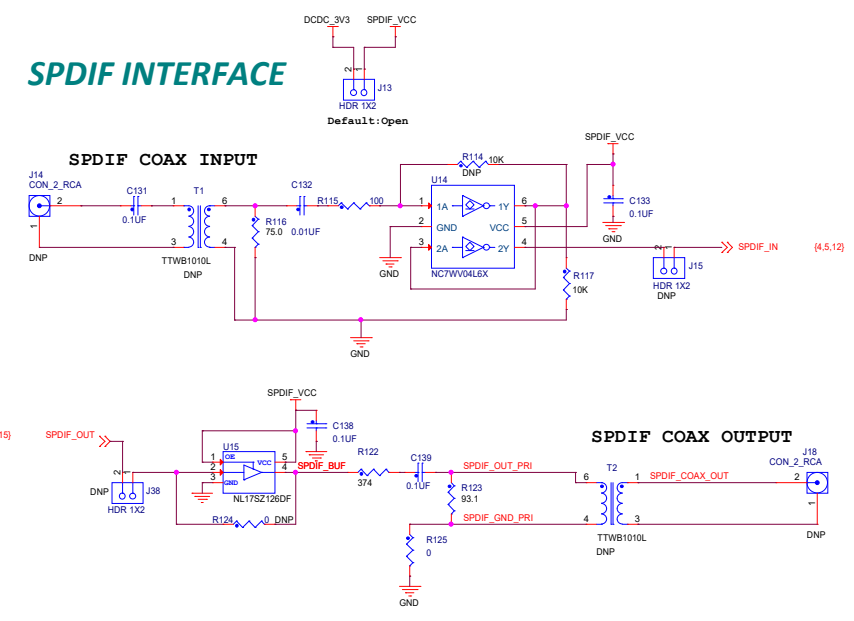 DCDC_3V3 SPDIF_VCC
SPDIF INTERFACE
2 1
J13
HDR 1X2
Default:Open
SPDIF COAX INPUT
J14
CON_2_RCA
2
1
DNP
C131
0.1UF
T1
1 6
3 4
TTWB1010L
DNP
R116
75.0
C132
0.01UF
R115 100
R114 10K
DNP
U14
1 1A 1Y 6
2 GND VCC 5
3 2A 2Y 4
NC7WV04L6X
GND
SPDIF_VCC
C133
0.1UF
GND
R117
10K
2 1
J15
HDR 1X2
DNP
SPDIF_IN {4,5,12}
GND
15} SPDIF_OUT
2 1
DNP J38
HDR 1X2
SPDIF_VCC
C138
0.1UF
U15
1 OE VCC 5
2 4
3 GND
NL17SZ126DF
R124 0 DNP
SPDIF_BUF
R122
374
C139
0.1UF
SPDIF_OUT_PRI
R123
93.1
SPDIF_GND_PRI
R125
0
GND
SPDIF COAX OUTPUT
T2
6 1
4 3
TTWB1010L
DNP
SPDIF_COAX_OUT
J18
CON_2_RCA
2
1
DNP